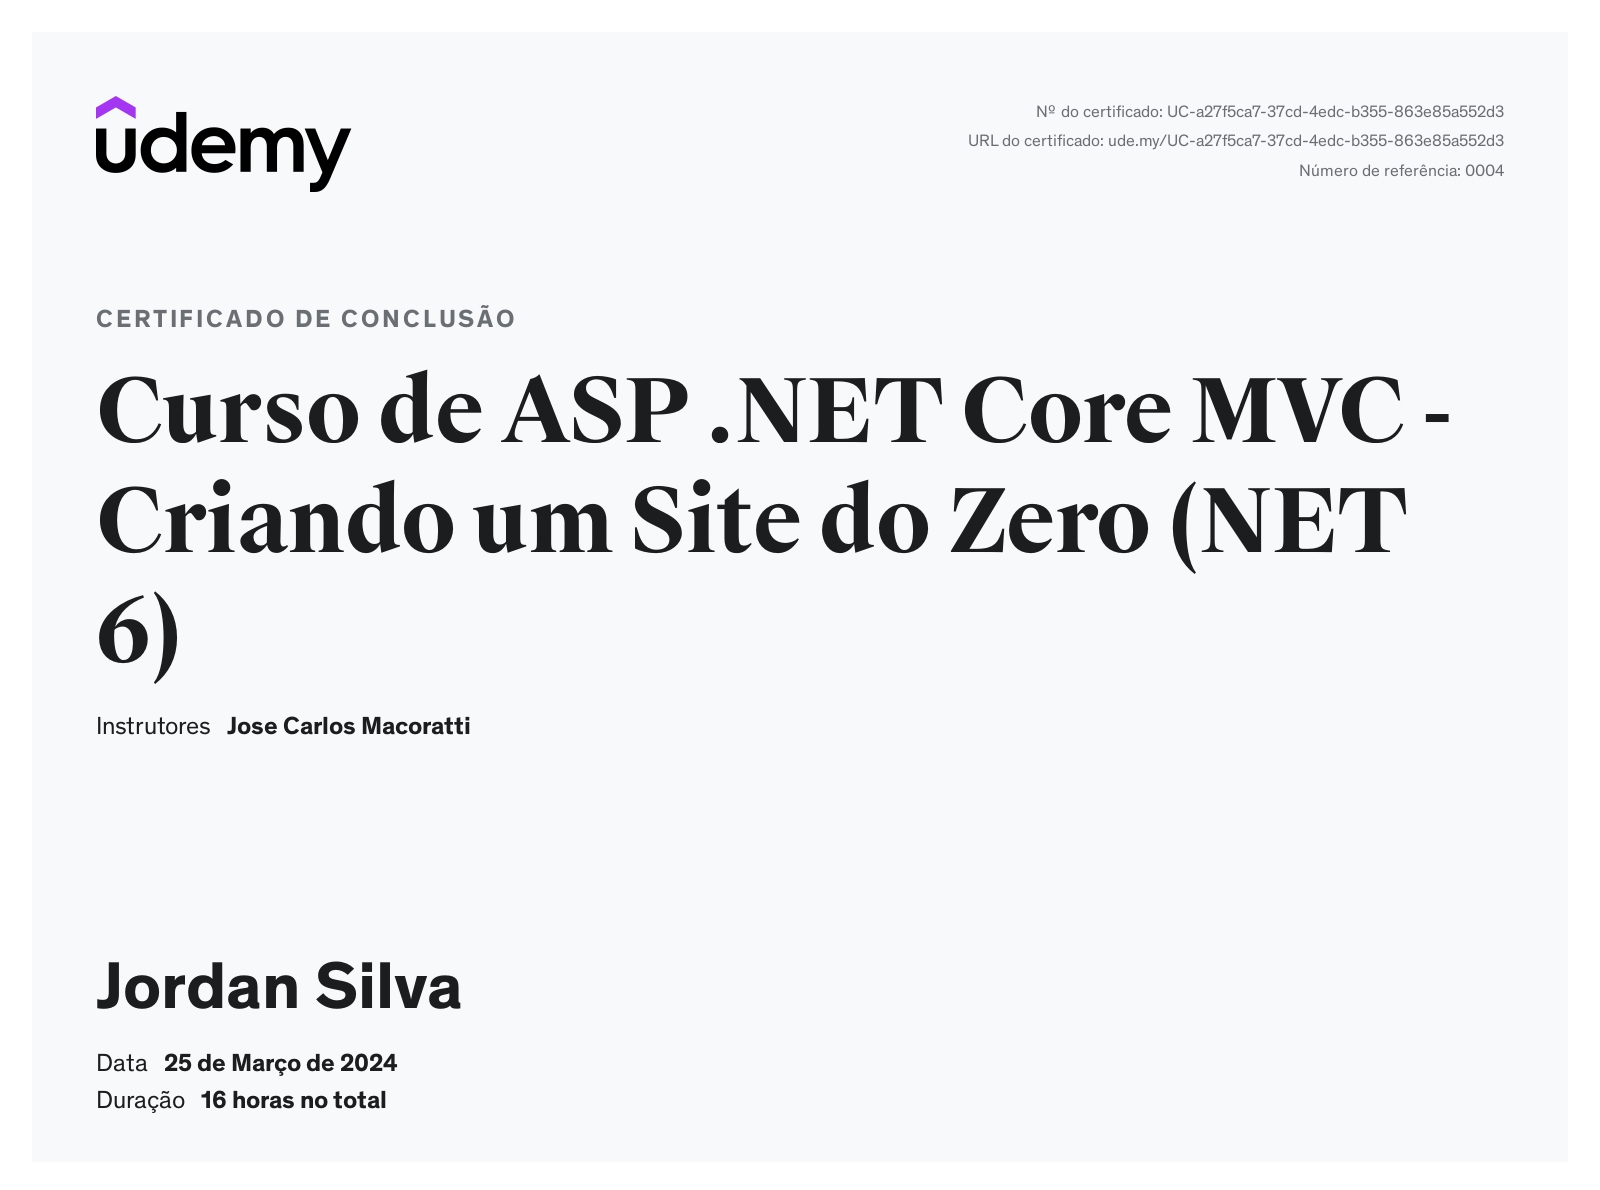 udemy
Nº do certificado: UC-a27f5ca7-37cd-4edc-b355-863e85a552d3
URL do certificado: ude.my/UC-a27f5ca7-37cd-4edc-b355-863e85a552d3
Número de referência: 0004
CERTIFICADO DE CONCLUSÃO
Curso de ASP .NET Core MVC -
Criando um Site do Zero (NET
6)
Instrutores Jose Carlos Macoratti
Jordan Silva
Data 25 de Março de 2024
Duração 16 horas no total